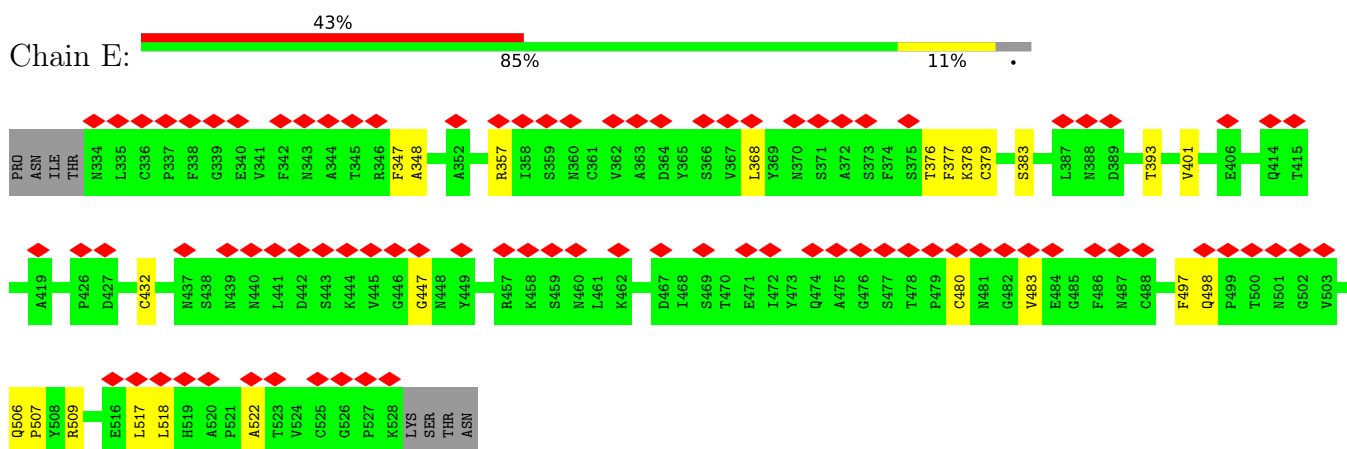 43%
Chain E:
85% 11% •
PRO ASN ILE THR N334 L335 C336 P337 F338 G339 E340 V341 F342 N343 A344 T345 R346 F347 A348 A352 R357 I358 S359 N360 C361 V362 A363 D364 Y365 S366 V367 L368 Y369 N370 S371 A372 S373 F374 S375 T376 F377 K378 C379 S383 L387 N388 D389 T393 V401 E406 Q414 T415
A419 P426 D427 C432 N437 S438 N439 N440 L441 D442 S443 K444 V445 G446 G447 N448 Y449 R457 K458 S459 N460 L461 K462 D467 I468 S469 T470 E471 I472 Y473 Q474 A475 G476 S477 T478 P479 C480 N481 G482 V483 E484 G485 F486 N487 C488 F497 Q498 P499 T500 N501 G502 V503
Q506 P507 Y508 R509 E516 L517 L518 H519 A520 P521 A522 T523 V524 C525 G526 P527 K528 LYS SER THR ASN